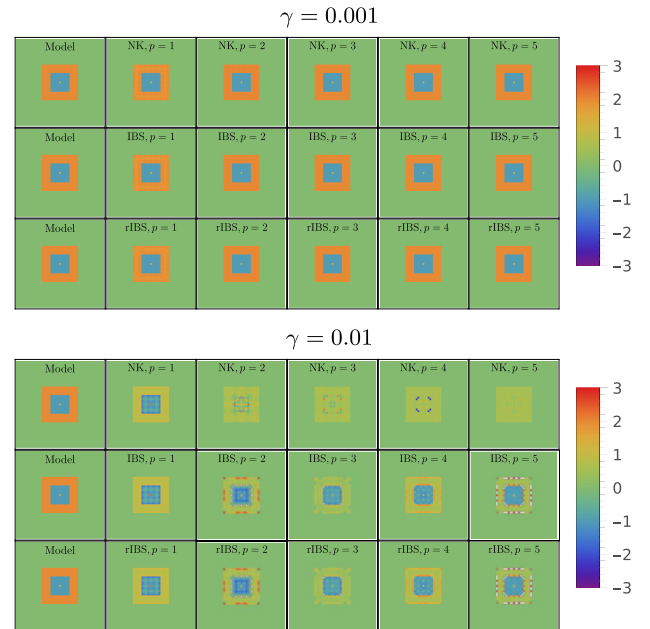 γ = 0.001
Model NK, p = 1 NK, p = 2 NK, p = 3 NK, p = 4 NK, p = 5
3
2
Model IBS, p = 1 IBS, p = 2 IBS, p = 3 IBS, p = 4 IBS, p = 5
1
0
−1
Model rIBS, p = 1 rIBS, p = 2 rIBS, p = 3 rIBS, p = 4 rIBS, p = 5
−2
−3
γ = 0.01
Model NK, p = 1 NK, p = 2 NK, p = 3 NK, p = 4 NK, p = 5
3
2
1
Model IBS, p = 1 IBS, p = 2 IBS, p = 3 IBS, p = 4 IBS, p = 5
0
−1
Model rIBS, p = 1 rIBS, p = 2 rIBS, p = 3 rIBS, p = 4 rIBS, p = 5
−2
−3